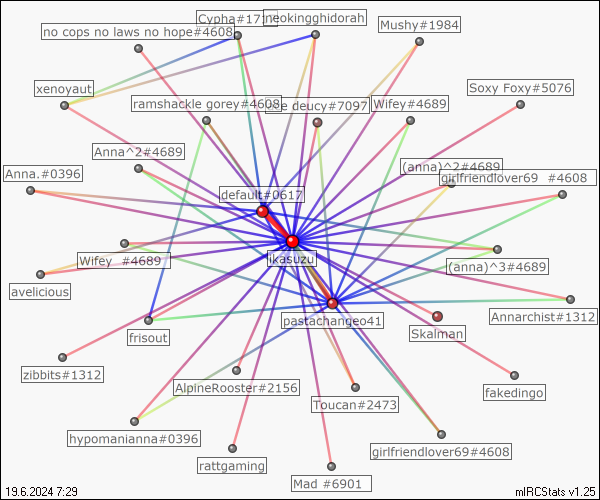 Cypha#171
neokingghidorah
no cops no laws no hope#4608
Mushy#1984
xenoyaut
Soxy Foxy#5076
ramshackle gorey#4608
deucy#7097
Wifey#4689
Anna^2#4689
(anna)^2#4689
Anna.#0396
girlfriendlover69 #4608
default#0617
Wifey #4689
ikasuzu
(anna)^3#4689
avelicious
Annarchist#1312
pastachangeo41
frisout
Skalman
zibbits#1312
AlpineRooster#2156
fakedingo
Toucan#2473
hypomanianna#0396
girlfriendlover69#4608
rattgaming
Mad #6901
19.6.2024 7:29
mIRCStats v1.25